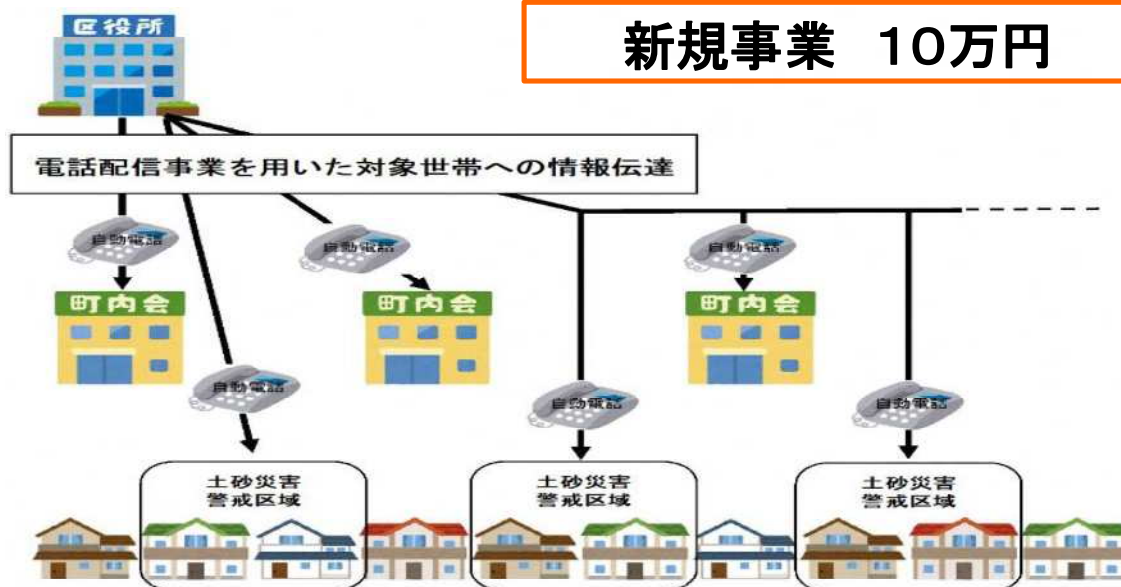 区役所
新規事業 10万円
電話配信事業を用いた対象世帯への情報伝達
自動電話
自動電話
自動電話
町内会
町内会
町内会
自動電話
自動電話
自動電話
土砂災害
警戒区域
土砂災害
警戒区域
土砂災害
警戒区域